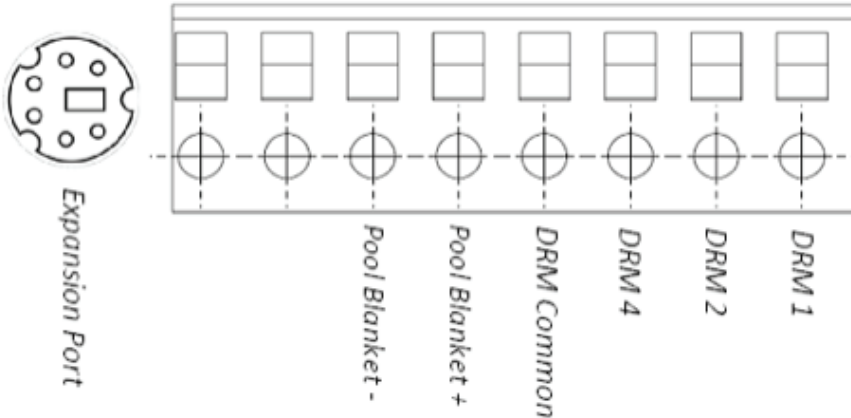 Expansion Port
Pool Blanket -
Pool Blanket +
DRM Common
DRM 4
DRM 2
DRM 1